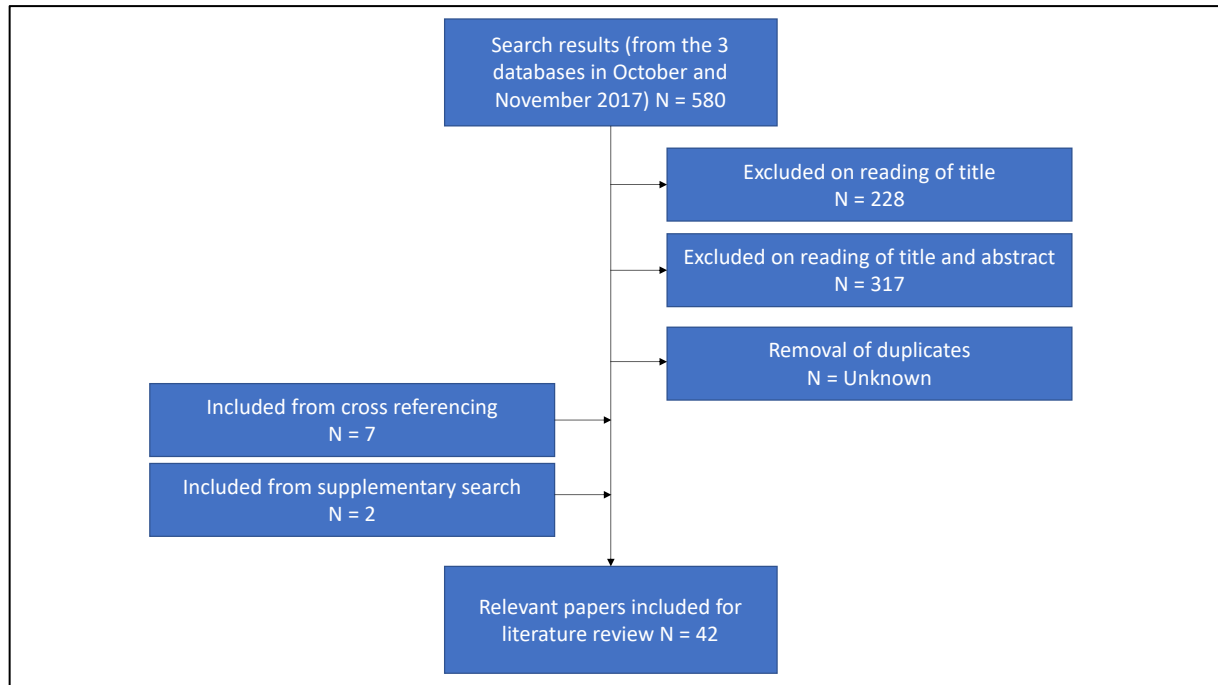 Search results (from the 3
databases in October and
November 2017) N = 580
Excluded on reading of title
N = 228
Excluded on reading of title and abstract
N = 317
Removal of duplicates
N = Unknown
Included from cross referencing
N = 7
Included from supplementary search
N = 2
Relevant papers included for
literature review N = 42